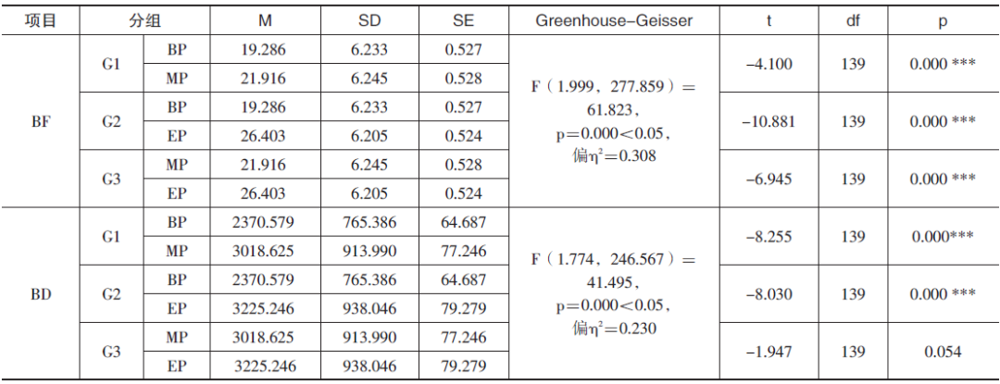 项目 分组 M SD SE Greenhouse-Geisser t df p
BF G1 BP 19.286 6.233 0.527 F（1.999，277.859）＝ 61.823， p=0.000＜0.05， 偏η²＝0.308 -4.100 139 0.000 ***
MP 21.916 6.245 0.528
G2 BP 19.286 6.233 0.527 -10.881 139 0.000 ***
EP 26.403 6.205 0.524
G3 MP 21.916 6.245 0.528 -6.945 139 0.000 ***
EP 26.403 6.205 0.524
BD G1 BP 2370.579 765.386 64.687 F（1.774，246.567）＝ 41.495， p=0.000＜0.05， 偏η²＝0.230 -8.255 139 0.000***
MP 3018.625 913.990 77.246
G2 BP 2370.579 765.386 64.687 -8.030 139 0.000 ***
EP 3225.246 938.046 79.279
G3 MP 3018.625 913.990 77.246 -1.947 139 0.054
EP 3225.246 938.046 79.279